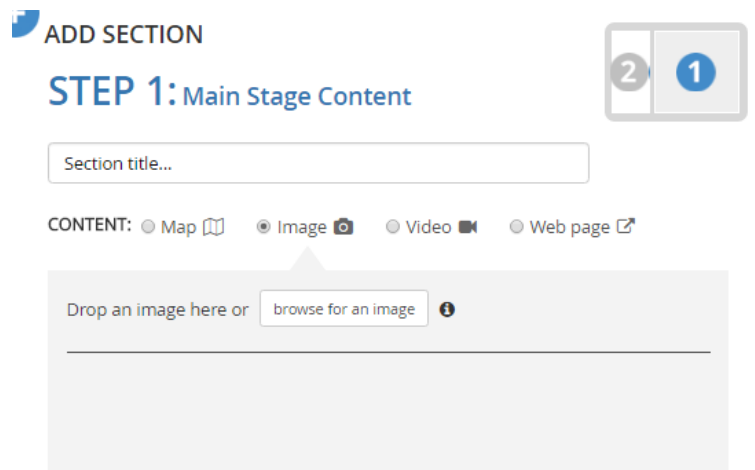 ADD SECTION
2 1
STEP 1: Main Stage Content
Section title...
CONTENT: Map Image Video Web page
Drop an image here or browse for an image